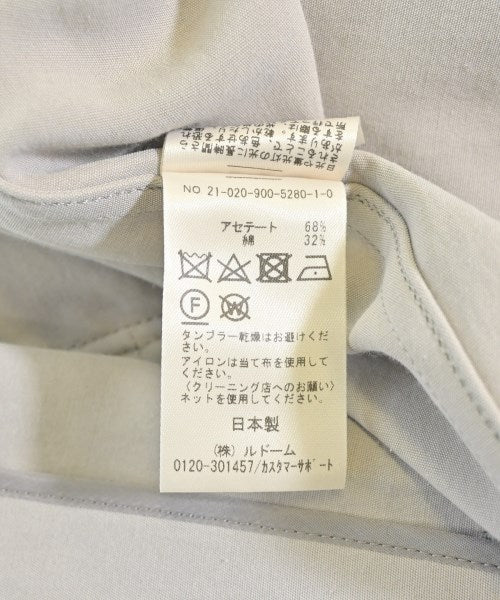 NO 21-020-900-5280-1-0
アセテート 68%
綿 32%
F
W
タンブラー乾燥はお避けくだ
さい。
アイロンは当て布を使用して
ください。
〈クリーニング店へのお願い〉
ネットを使用してください。
日本製
(株) ルドーム
0120-301457/カスタマーサポート